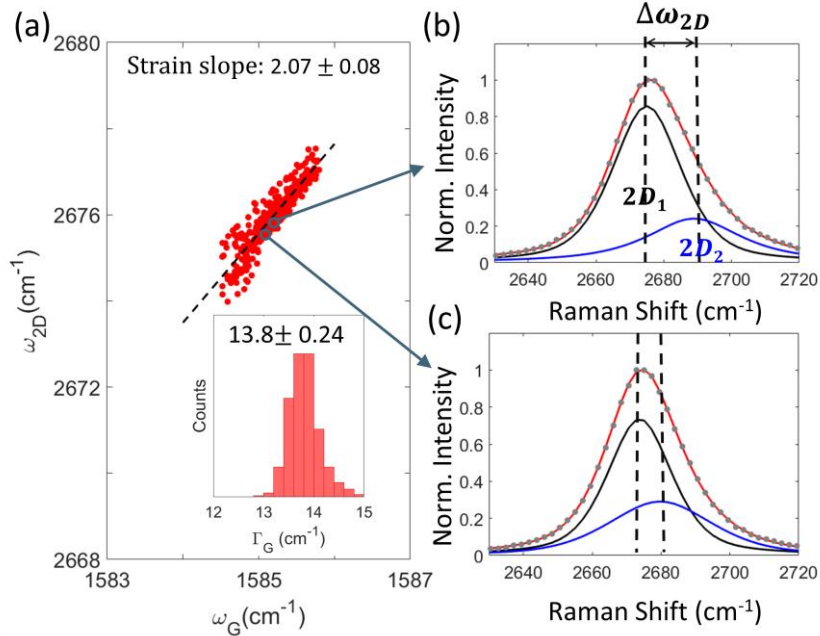 (a)
2680
2676
2672
2668
ω2D(cm-1)
Strain slope: 2.07 ± 0.08
13.8± 0.24
Counts
12 13 14 15
ΓG (cm-1)
1583 1585 1587
ωG(cm-1)
(b)
Δω2D
1
0.8
0.6
0.4
0.2
0
Norm. Intensity
2D1
2D2
2640 2660 2680 2700 2720
Raman Shift (cm-1)
(c)
1
0.8
0.6
0.4
0.2
0
Norm. Intensity
2640 2660 2680 2700 2720
Raman Shift (cm-1)